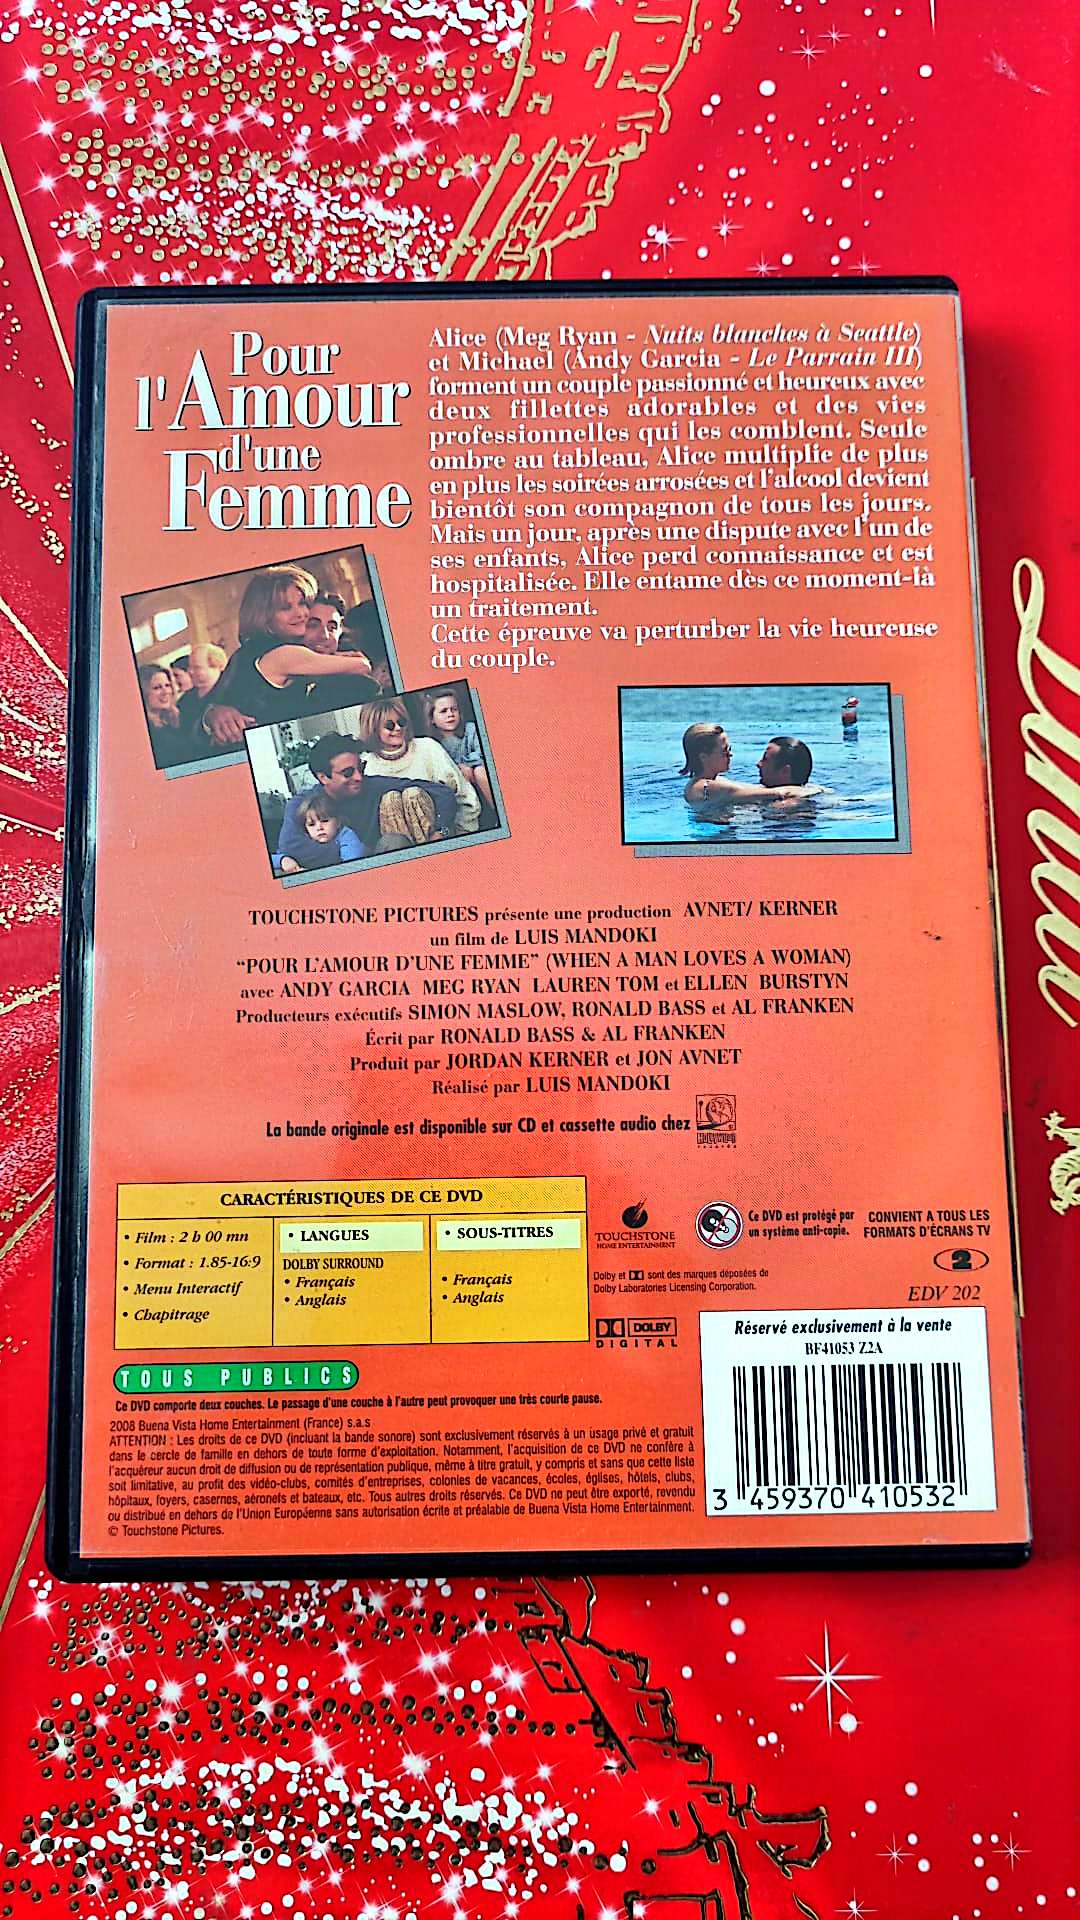 Pour
l'Amour
d'une
Femme
Alice (Meg Ryan - Nuits blanches à Seattle)
et Michael (Andy Garcia - Le Parrain III)
forment un couple passionné et heureux avec
deux fillettes adorables et des vies
professionnelles qui les comblent. Seule
ombre au tableau, Alice multiplie de plus
en plus les soirées arrosées et l'alcool devient
bientôt son compagnon de tous les jours.
Mais un jour, après une dispute avec l'un de
ses enfants, Alice perd connaissance et est
hospitalisée. Elle entame dès ce moment-là
un traitement.
Cette épreuve va perturber la vie heureuse
du couple.
TOUCHSTONE PICTURES présente une production AVNET/ KERNER
un film de LUIS MANDOKI
“POUR L'AMOUR D'UNE FEMME” (WHEN A MAN LOVES A WOMAN)
avec ANDY GARCIA MEG RYAN LAUREN TOM et ELLEN BURSTYN
Producteurs exécutifs SIMON MASLOW, RONALD BASS et AL FRANKEN
Écrit par RONALD BASS & AL FRANKEN
Produit par JORDAN KERNER et JON AVNET
Réalisé par LUIS MANDOKI
La bande originale est disponible sur CD et cassette audio chez
Hollywood
records
CARACTÉRISTIQUES DE CE DVD
• Film : 2 h 00 mn
• Format : 1.85-16:9
• Menu Interactif
• Chapitrage
• LANGUES
DOLBY SURROUND
• Français
• Anglais
• SOUS-TITRES
• Français
• Anglais
TOUCHSTONE
HOME ENTERTAINMENT
Ce DVD est protégé par
un système anti-copie.
CONVIENT A TOUS LES
FORMATS D'ÉCRANS TV
2
EDV 202
Dolby et sont des marques déposées de
Dolby Laboratories Licensing Corporation.
DOLBY
DIGITAL
Réservé exclusivement à la vente
BF41053 Z2A
3 459370 410532
TOUS PUBLICS
Ce DVD comporte deux couches. Le passage d'une couche à l'autre peut provoquer une très courte pause.
2008 Buena Vista Home Entertainment (France) s.a.s
ATTENTION : Les droits de ce DVD (incluant la bande sonore) sont exclusivement réservés à un usage privé et gratuit
dans le cercle de famille en dehors de toute forme d'exploitation. Notamment, l'acquisition de ce DVD ne confère à
l'acquéreur aucun droit de diffusion ou de représentation publique, même à titre gratuit, y compris et sans que cette liste
soit limitative, au profit des vidéo-clubs, comités d'entreprises, colonies de vacances, écoles, églises, hôtels, clubs,
hôpitaux, foyers, casernes, aéronefs et bateaux, etc. Tous autres droits réservés. Ce DVD ne peut être exporté, revendu
ou distribué en dehors de l'Union Européenne sans autorisation écrite et préalable de Buena Vista Home Entertainment.
© Touchstone Pictures.